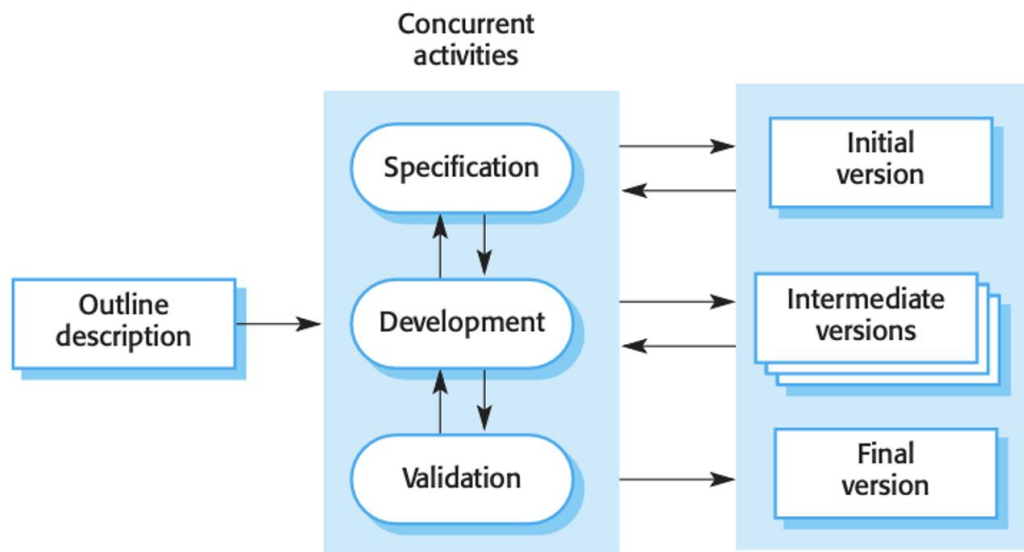 Concurrent
activities
Outline
description
Specification
Development
Validation
Initial
version
Intermediate
versions
Final
version